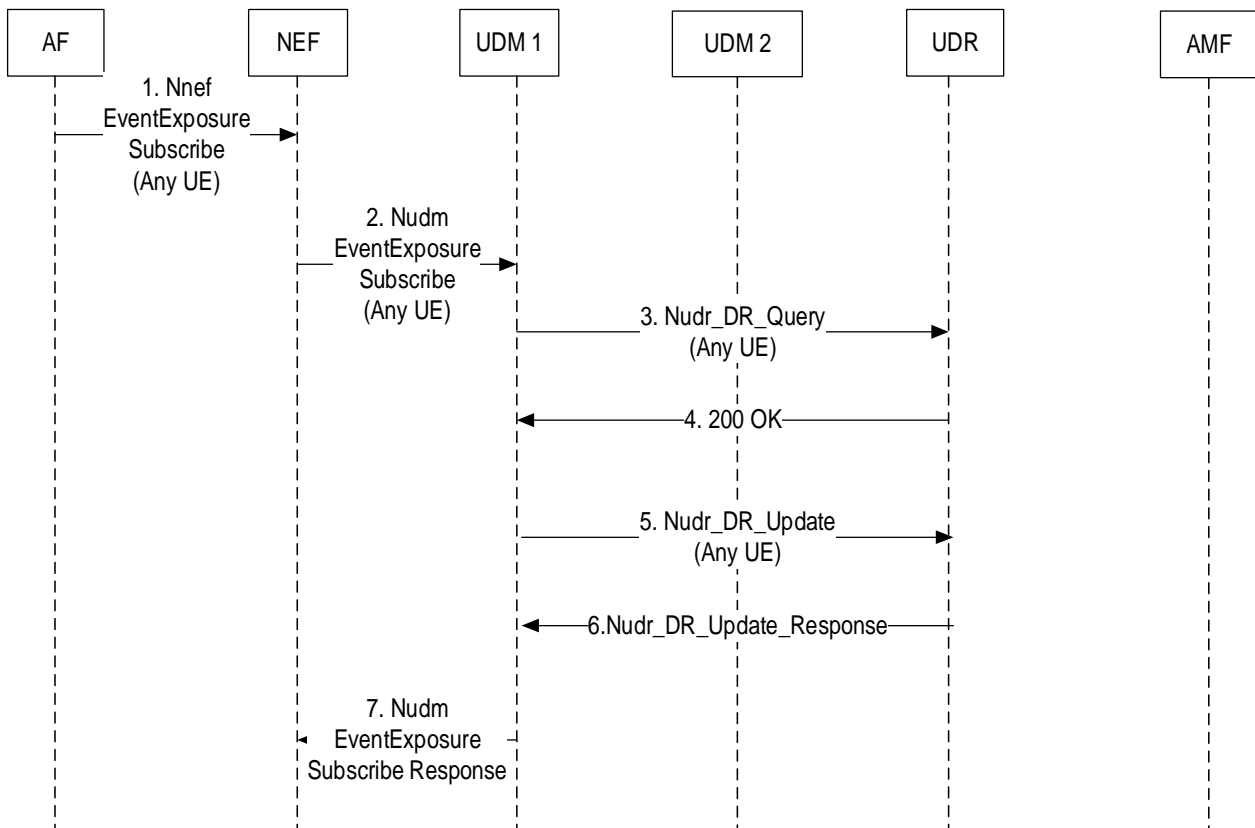 AF
NEF
UDM 1
UDM 2
UDR
AMF
1. Nnef
EventExposure
Subscribe
(Any UE)
2. Nudm
EventExposure
Subscribe
(Any UE)
3. Nudr_DR_Query
(Any UE)
4. 200 OK
5. Nudr_DR_Update
(Any UE)
6.Nudr_DR_Update_Response
7. Nudm
EventExposure
Subscribe Response